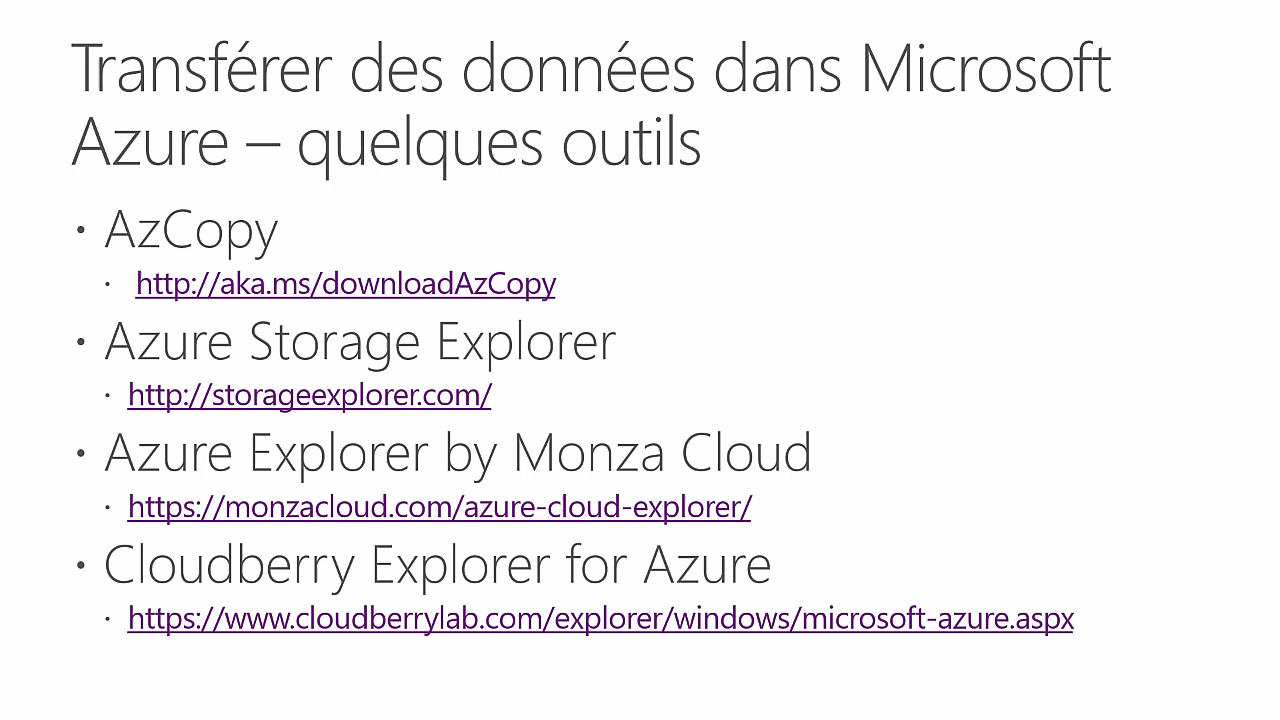 Transférer des données dans Microsoft
Azure – quelques outils
• AzCopy
• http://aka.ms/downloadAzCopy
• Azure Storage Explorer
• http://storageexplorer.com/
• Azure Explorer by Monza Cloud
• https://monzacloud.com/azure-cloud-explorer/
• Cloudberry Explorer for Azure
• https://www.cloudberrylab.com/explorer/windows/microsoft-azure.aspx